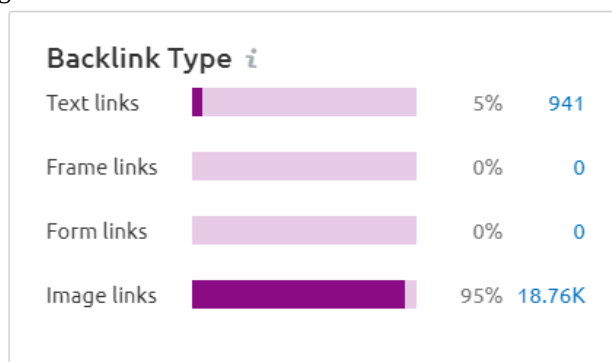 Backlink Type i
Text links 5% 941
Frame links 0% 0
Form links 0% 0
Image links 95% 18.76K